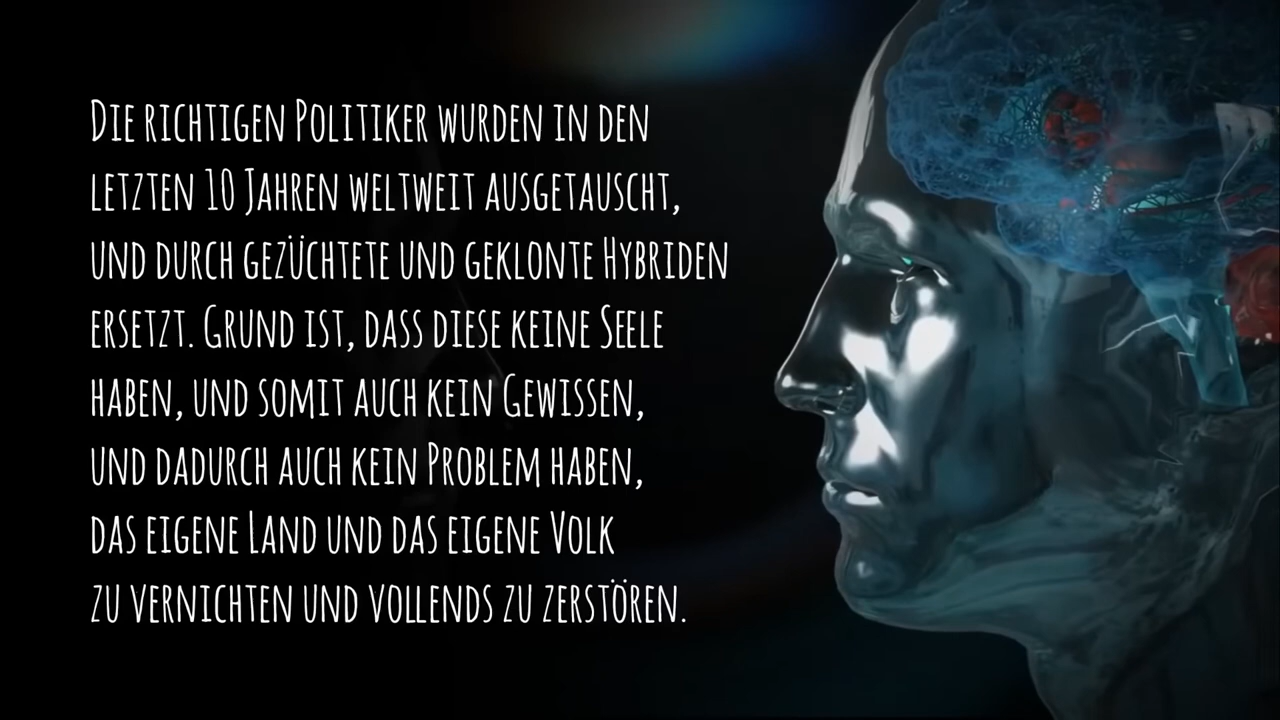 Die richtigen Politiker wurden in den
letzten 10 Jahren weltweit ausgetauscht,
und durch gezüchtete und geklonte Hybriden
ersetzt. Grund ist, dass diese keine Seele
haben, und somit auch kein Gewissen,
und dadurch auch kein Problem haben,
das eigene Land und das eigene Volk
zu vernichten und vollends zu zerstören.